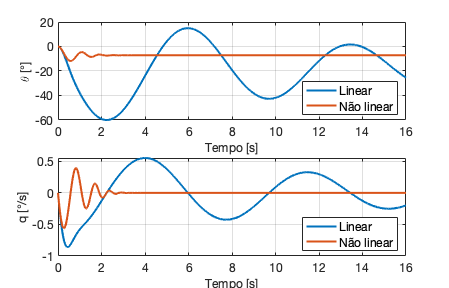 20
0
-20
-40
-60
θ [°]
Linear
Não linear
0 2 4 6 8 10 12 14 16
Tempo [s]
0.5
0
-0.5
-1
q [°/s]
Linear
Não linear
0 2 4 6 8 10 12 14 16
Tempo [s]